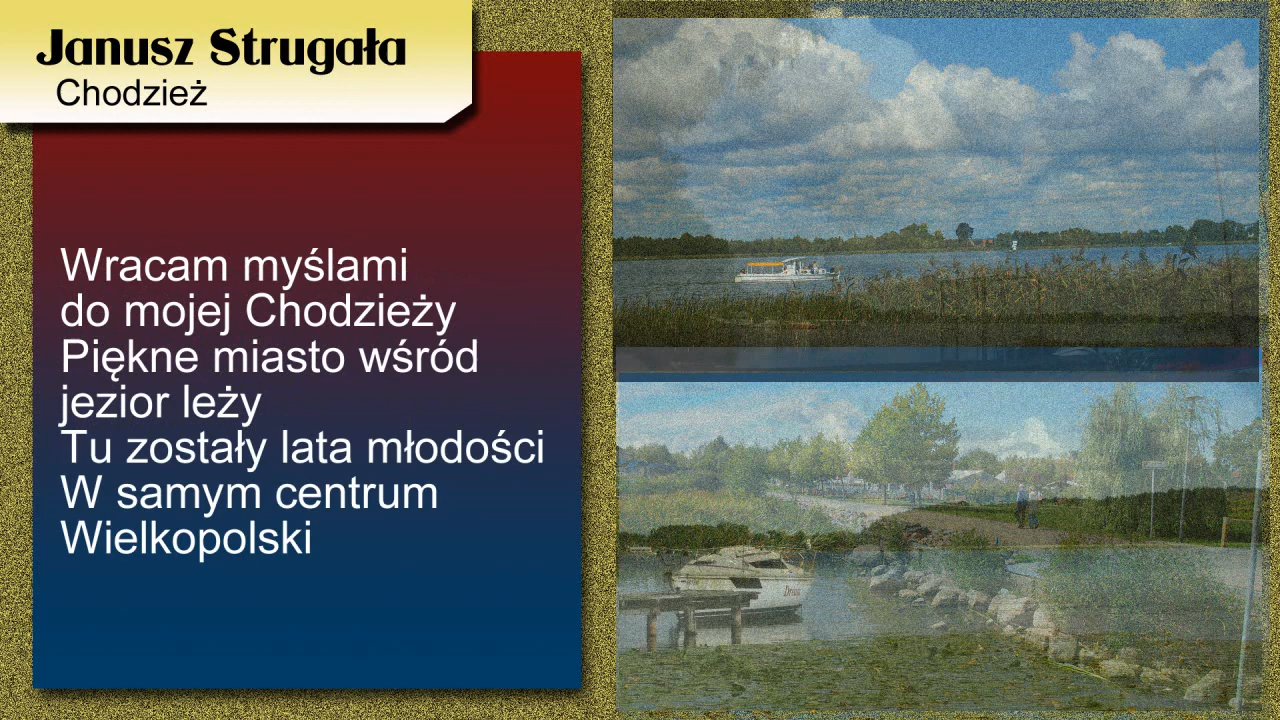 Janusz Strugała
Chodzież
Wracam myślami
do mojej Chodzieży
Piękne miasto wśród
jezior leży
Tu zostały lata młodości
W samym centrum
Wielkopolski